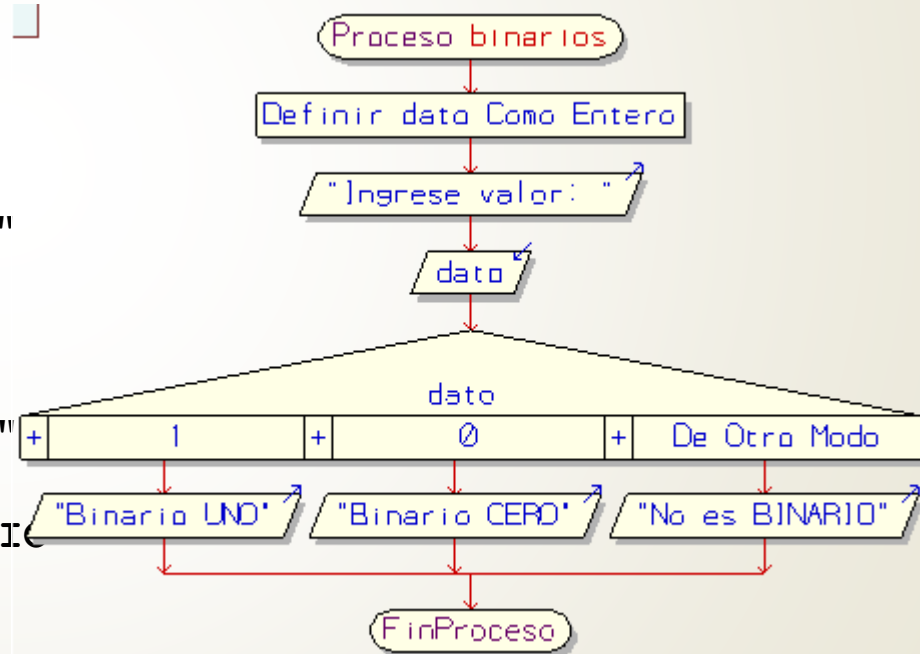 Proceso binarios
Definir dato Como Entero
"Ingrese valor: "
"
dato
dato
"
+ 1 + 0 + De Otro Modo
"Binario UNO" "Binario CERO" "No es BINARIO"
FinProceso